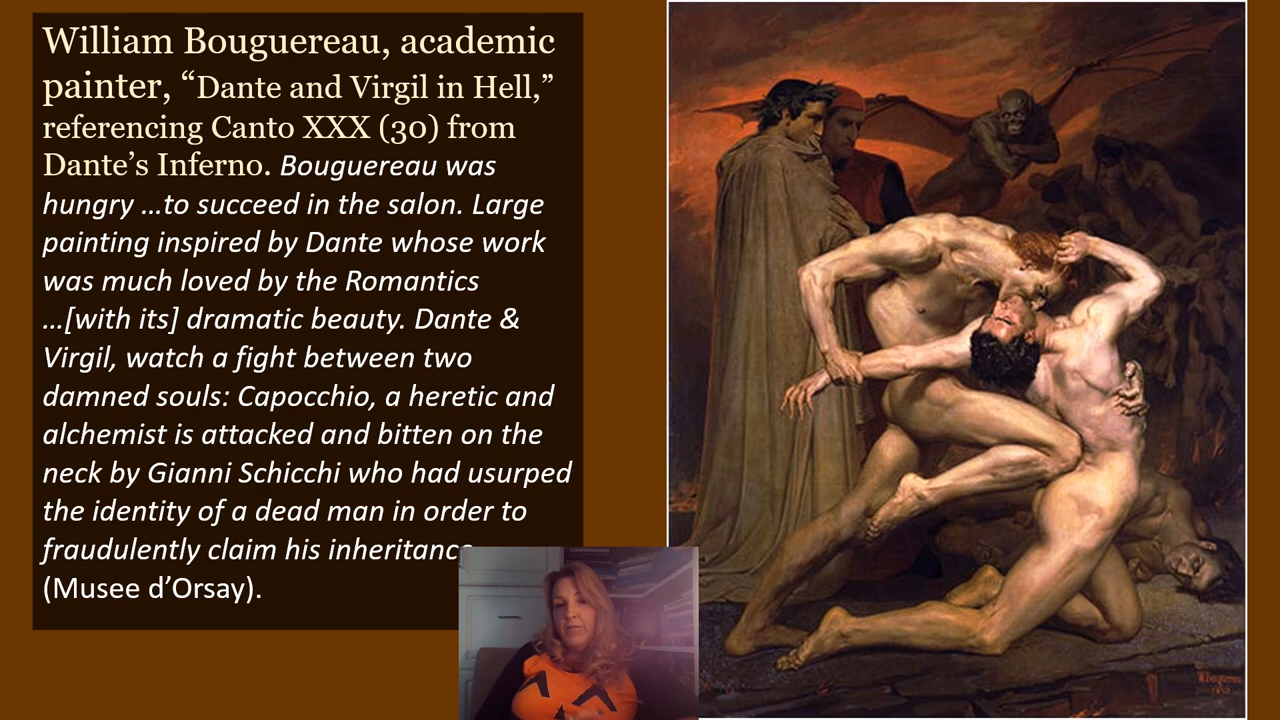 William Bouguereau, academic
painter, “Dante and Virgil in Hell,”
referencing Canto XXX (30) from
Dante’s Inferno. Bouguereau was
hungry …to succeed in the salon. Large
painting inspired by Dante whose work
was much loved by the Romantics
…[with its] dramatic beauty. Dante &
Virgil, watch a fight between two
damned souls: Capocchio, a heretic and
alchemist is attacked and bitten on the
neck by Gianni Schicchi who had usurped
the identity of a dead man in order to
fraudulently claim his inheritance
(Musee d’Orsay).